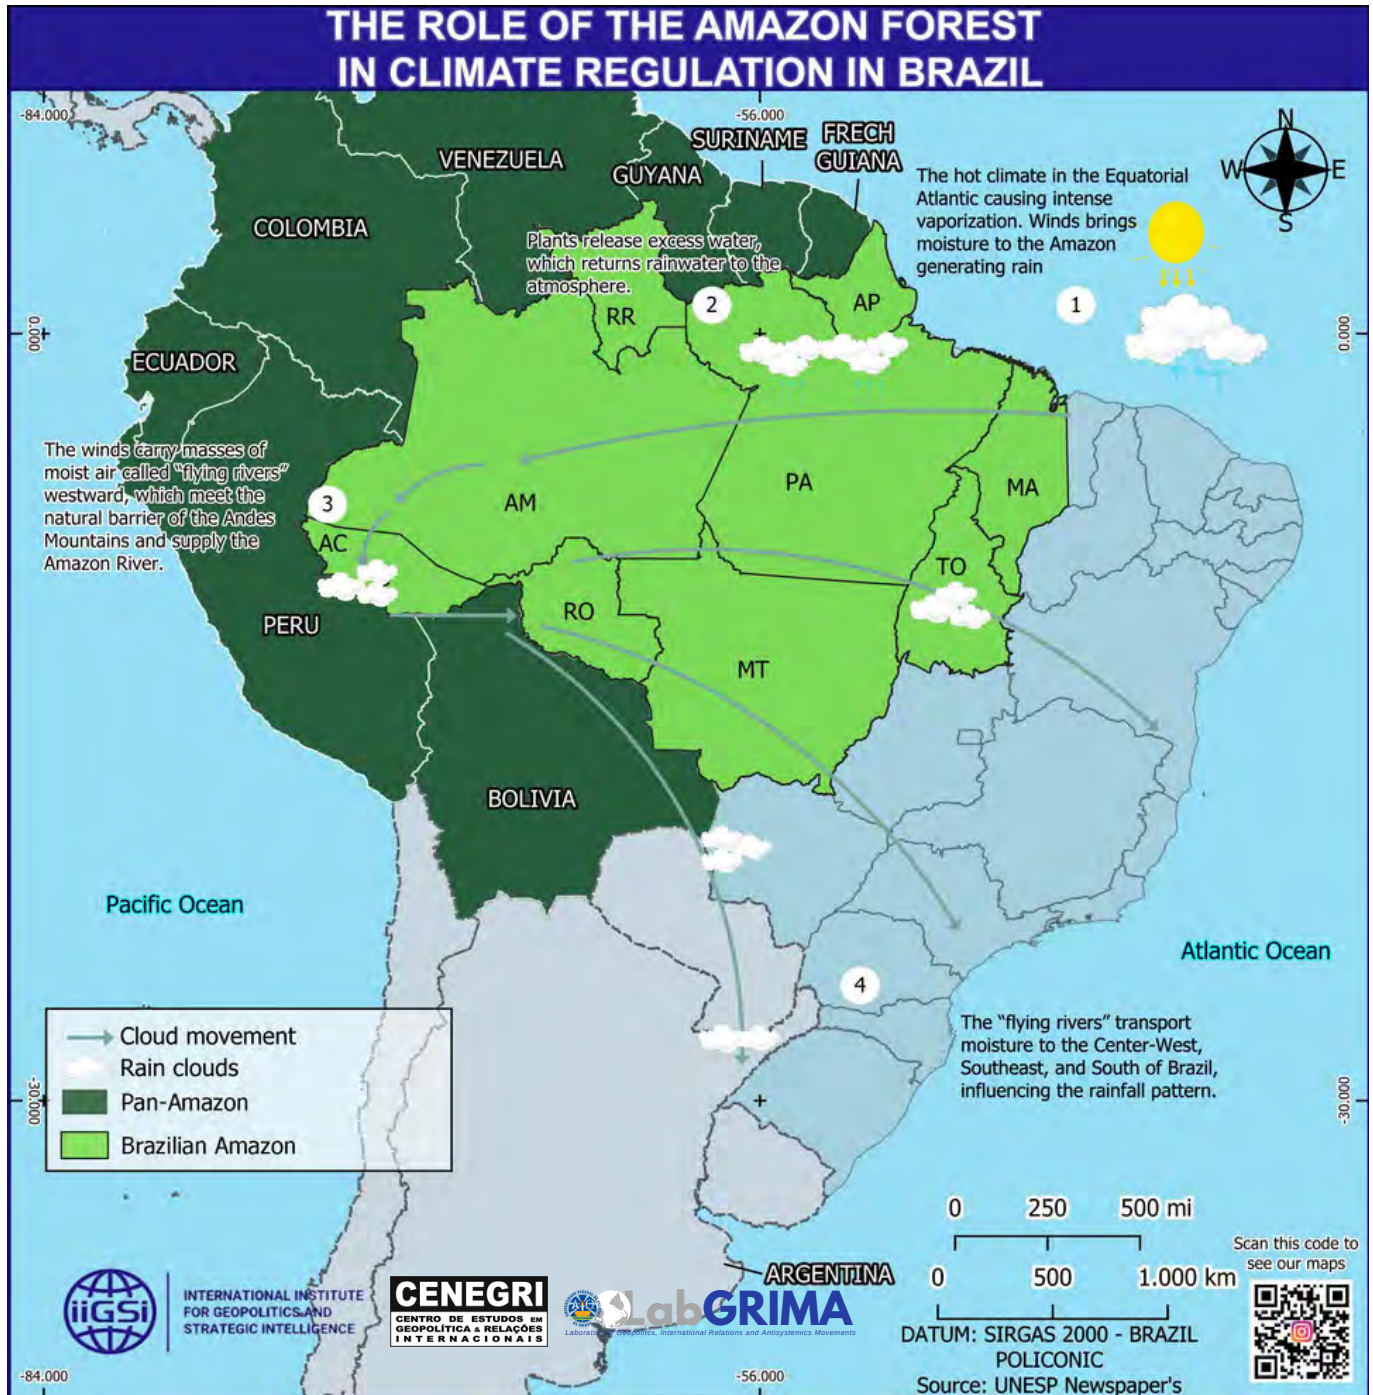 THE ROLE OF THE AMAZON FOREST
IN CLIMATE REGULATION IN BRAZIL
-84.000
-56.000
N
W
E
S
SURINAME
FRECH
GUIANA
VENEZUELA
GUYANA
COLOMBIA
The hot climate in the Equatorial
Atlantic causing intense
vaporization. Winds brings
moisture to the Amazon
generating rain
1
Plants release excess water,
which returns rainwater to the
atmosphere.
2
RR
AP
0.000
0.000
ECUADOR
The winds carry masses of
moist air called “flying rivers”
westward, which meet the
natural barrier of the Andes
Mountains and supply the
Amazon River.
3
AM
PA
MA
AC
TO
RO
PERU
MT
BOLIVIA
Pacific Ocean
Atlantic Ocean
4
The “flying rivers” transport
moisture to the Center-West,
Southeast, and South of Brazil,
influencing the rainfall pattern.
Cloud movement
Rain clouds
Pan-Amazon
Brazilian Amazon
-30.000
-30.000
0 250 500 mi
0 500 1.000 km
Scan this code to
see our maps
ARGENTINA
iiGSi
INTERNATIONAL INSTITUTE
FOR GEOPOLITICS AND
STRATEGIC INTELLIGENCE
CENEGRI
CENTRO DE ESTUDOS EM
GEOPOLÍTICA & RELAÇÕES
INTERNACIONAIS
LabGRIMA
Laboratory of Geopolitics, International Relations and Antisystemics Movements
DATUM: SIRGAS 2000 - BRAZIL
POLICONIC
Source: UNESP Newspaper's
-84.000
-56.000